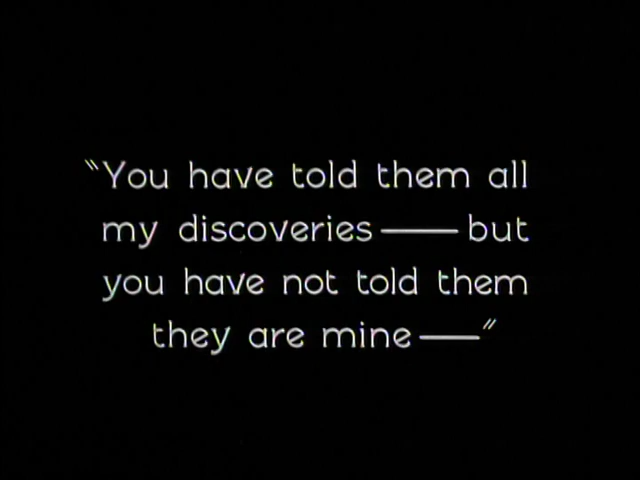 "You have told them all
my discoveries—but
you have not told them
they are mine—"